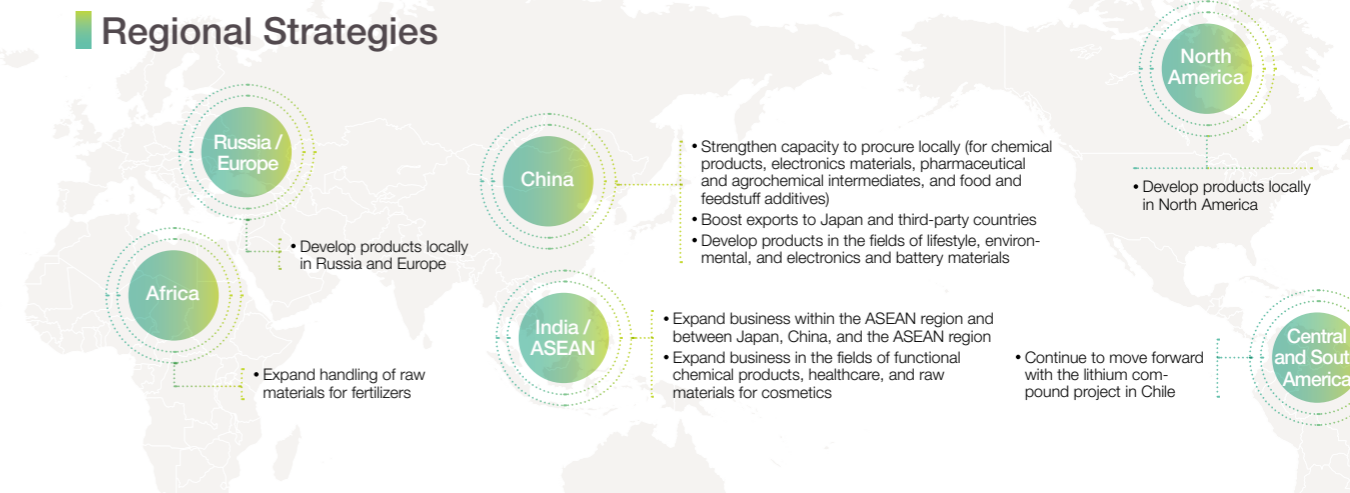 Regional Strategies
Russia /
Europe
• Develop products locally
in Russia and Europe
Africa
• Expand handling of raw
materials for fertilizers
China
• Strengthen capacity to procure locally (for chemical
products, electronics materials, pharmaceutical
and agrochemical intermediates, and food and
feedstuff additives)
• Boost exports to Japan and third-party countries
• Develop products in the fields of lifestyle, environ-
mental, and electronics and battery materials
India /
ASEAN
• Expand business within the ASEAN region and
between Japan, China, and the ASEAN region
• Expand business in the fields of functional
chemical products, healthcare, and raw
materials for cosmetics
North
America
• Develop products locally
in North America
Central
and Sout
America
• Continue to move forward
with the lithium com-
pound project in Chile